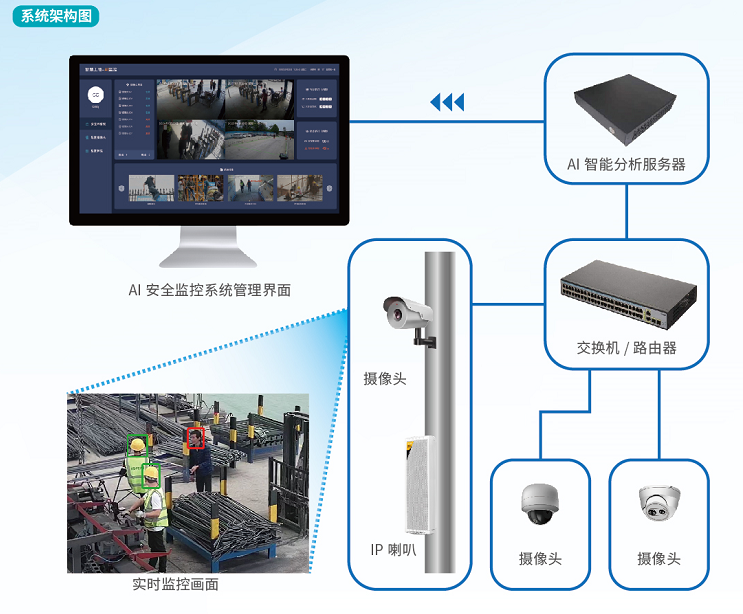 系统架构图
AI 智能分析服务器
AI 安全监控系统管理界面
交换机 / 路由器
摄像头
IP 喇叭
摄像头
摄像头
实时监控画面